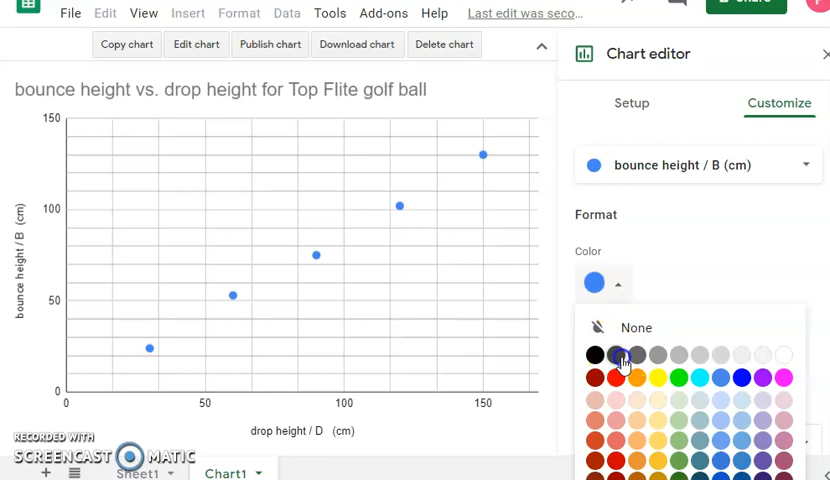 File Edit View Insert Format Data Tools Add-ons Help Last edit was seco...
Copy chart Edit chart Publish chart Download chart Delete chart
Chart editor
Setup Customize
bounce height vs. drop height for Top Flite golf ball
bounce height / B (cm)
150
100
50
0
0 50 100 150
drop height / D (cm)
bounce height / B (cm)
Format
Color
None
RECORDED WITH
SCREENCAST MATIC
+ Sheet1 Chart1